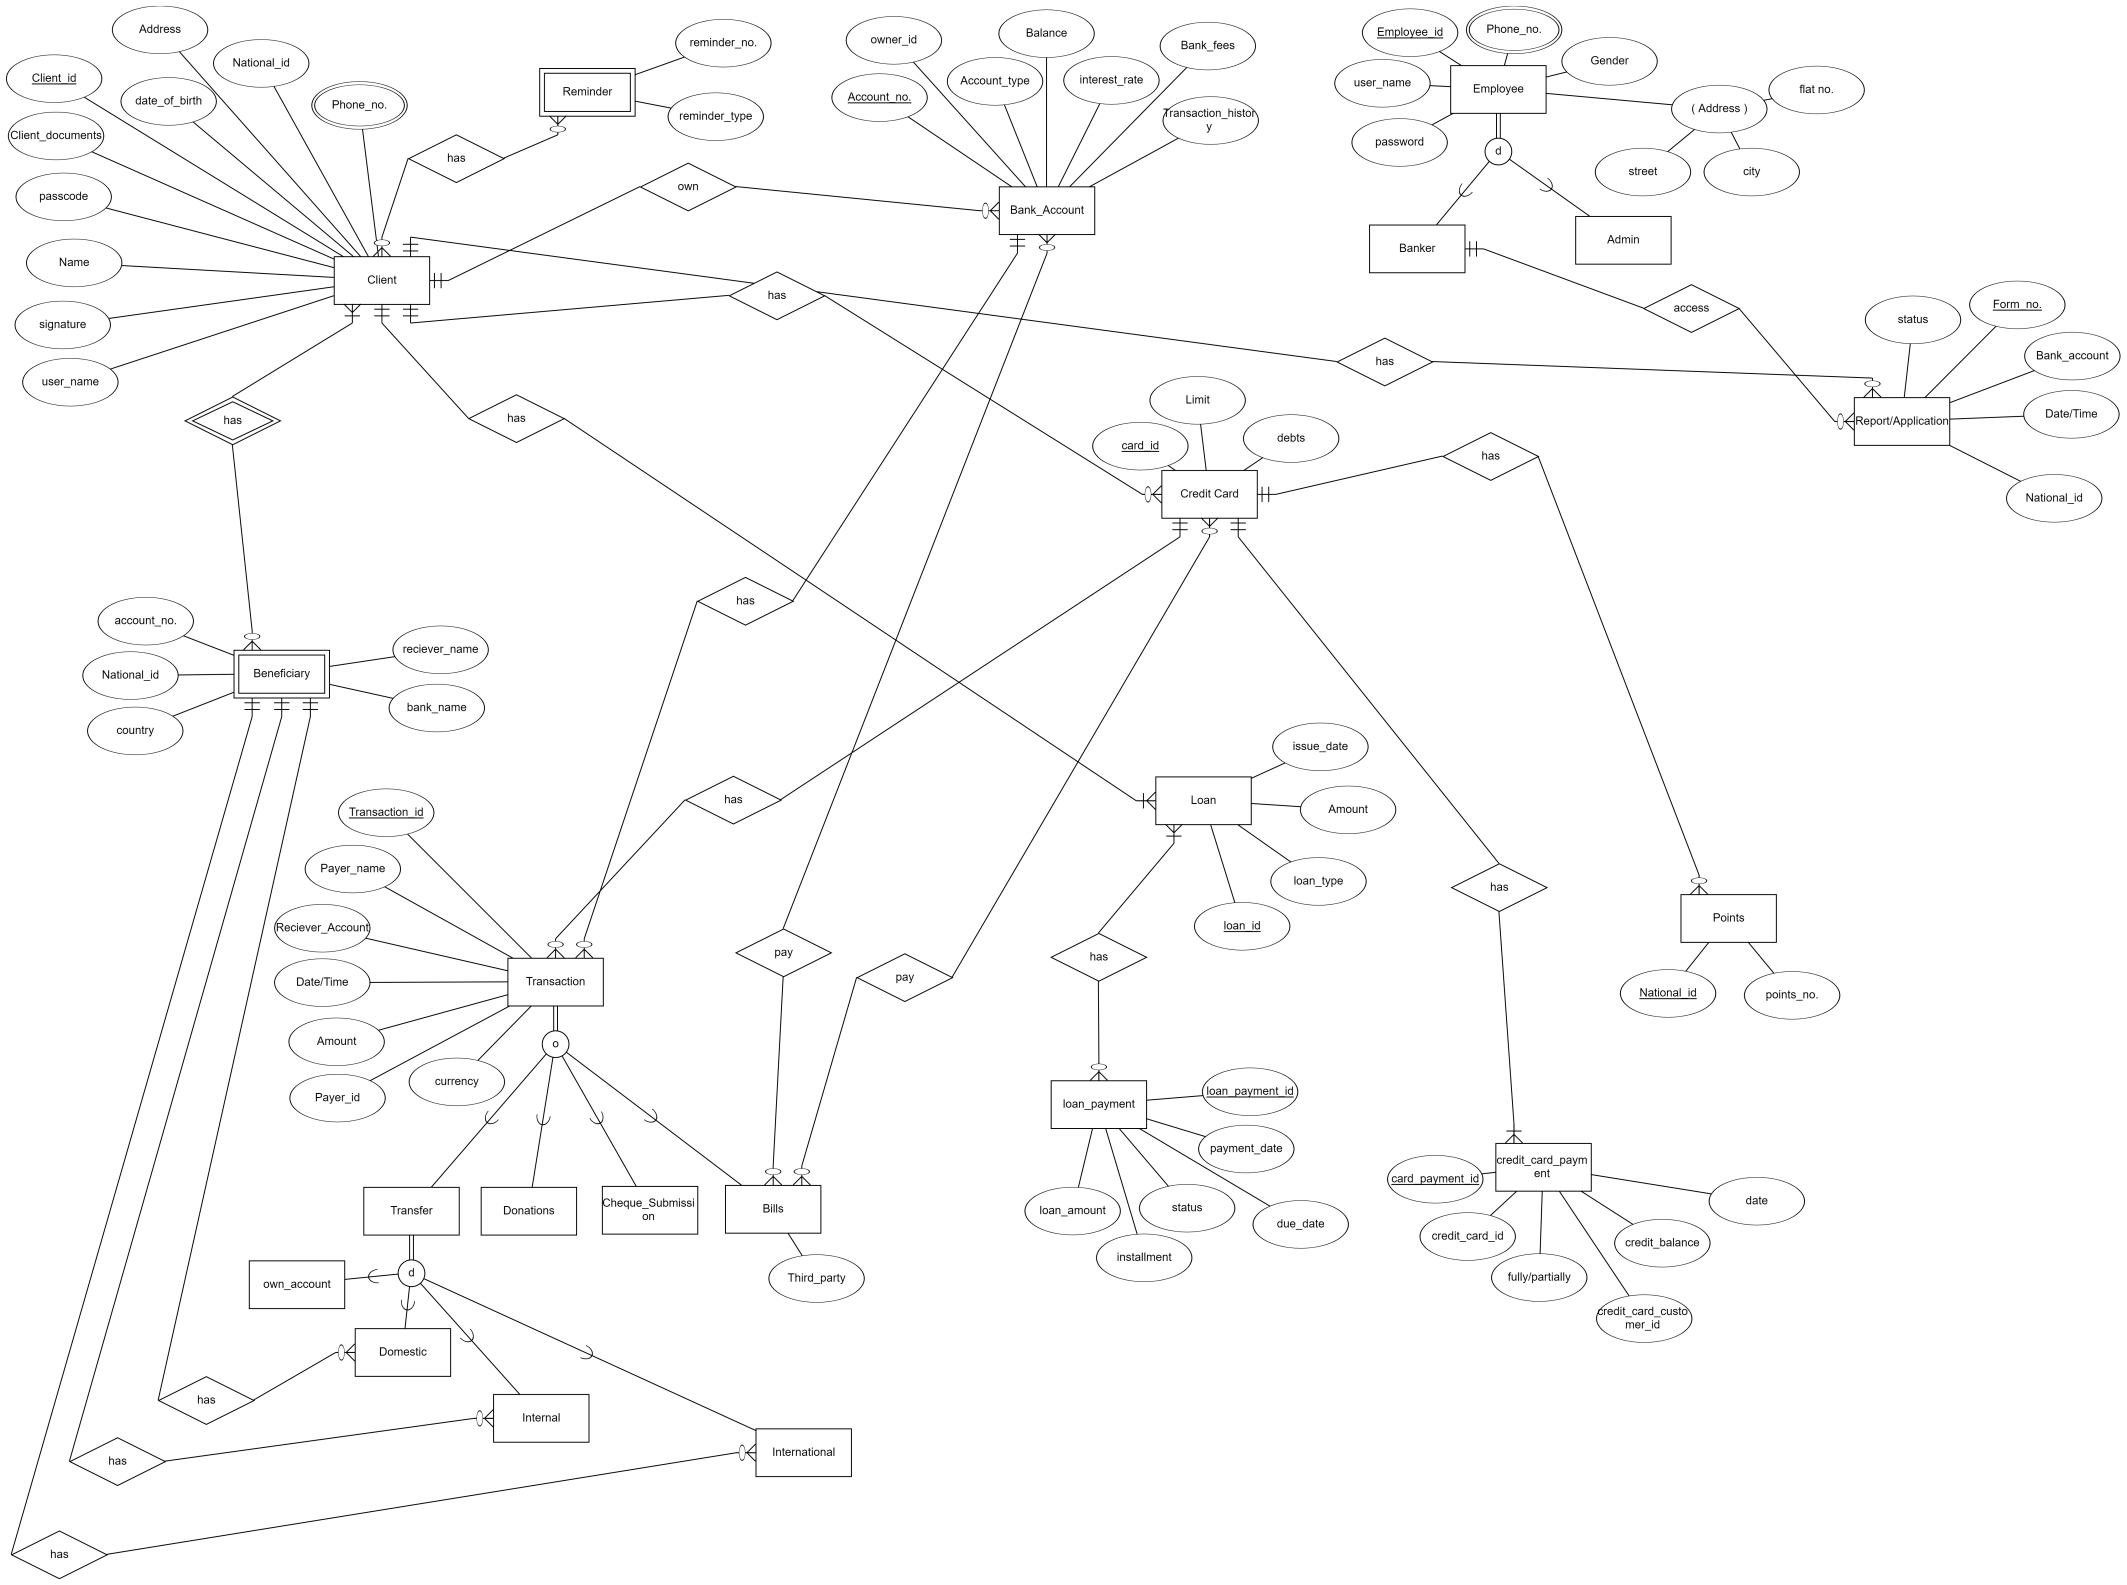 Address
National_id
Client_id
date_of_birth
Phone_no.
Client_documents
passcode
Name
signature
user_name
Client
has
reminder_no.
Reminder
reminder_type
own
owner_id
Balance
Bank_fees
Account_type
interest_rate
Account_no.
Transaction_histor
y
Bank_Account
Employee_id
Phone_no.
Gender
user_name
Employee
( Address )
flat no.
password
street
city
d
Banker
Admin
access
status
Form_no.
Bank_account
Date/Time
Report/Application
National_id
has
has
has
has
Limit
card_id
debts
Credit Card
has
account_no.
reciever_name
National_id
Beneficiary
bank_name
country
has
has
Transaction_id
Payer_name
Reciever_Account
Date/Time
Transaction
Amount
Payer_id
currency
o
pay
pay
issue_date
Loan
Amount
loan_type
loan_id
has
has
Points
National_id
points_no.
loan_payment
loan_payment_id
payment_date
loan_amount
status
due_date
installment
credit_card_paym
ent
card_payment_id
date
credit_card_id
credit_balance
fully/partially
credit_card_custo
mer_id
Transfer
Donations
Cheque_Submissi
on
Bills
Third_party
own_account
d
Domestic
has
Internal
has
International
has